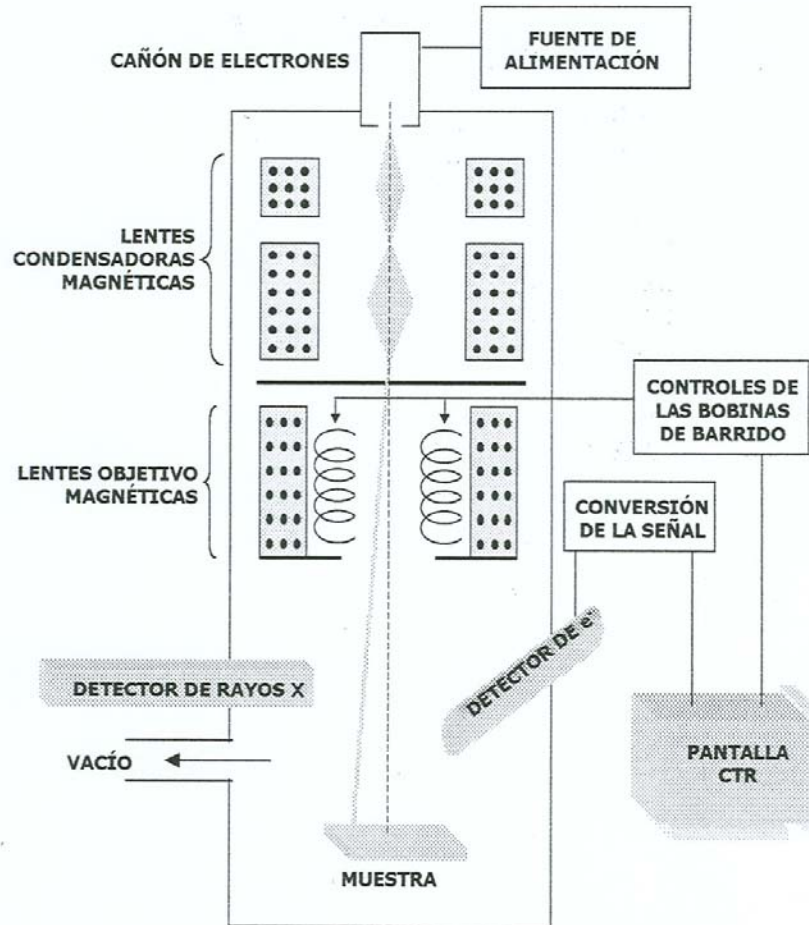 FUENTE DE
ALIMENTACIÓN
CAÑÓN DE ELECTRONES
LENTES
CONDENSADORAS
MAGNÉTICAS
CONTROLES DE
LAS BOBINAS
DE BARRIDO
LENTES OBJETIVO
MAGNÉTICAS
CONVERSIÓN
DE LA SEÑAL
DETECTOR DE e-
DETECTOR DE RAYOS X
VACÍO
PANTALLA
CTR
MUESTRA